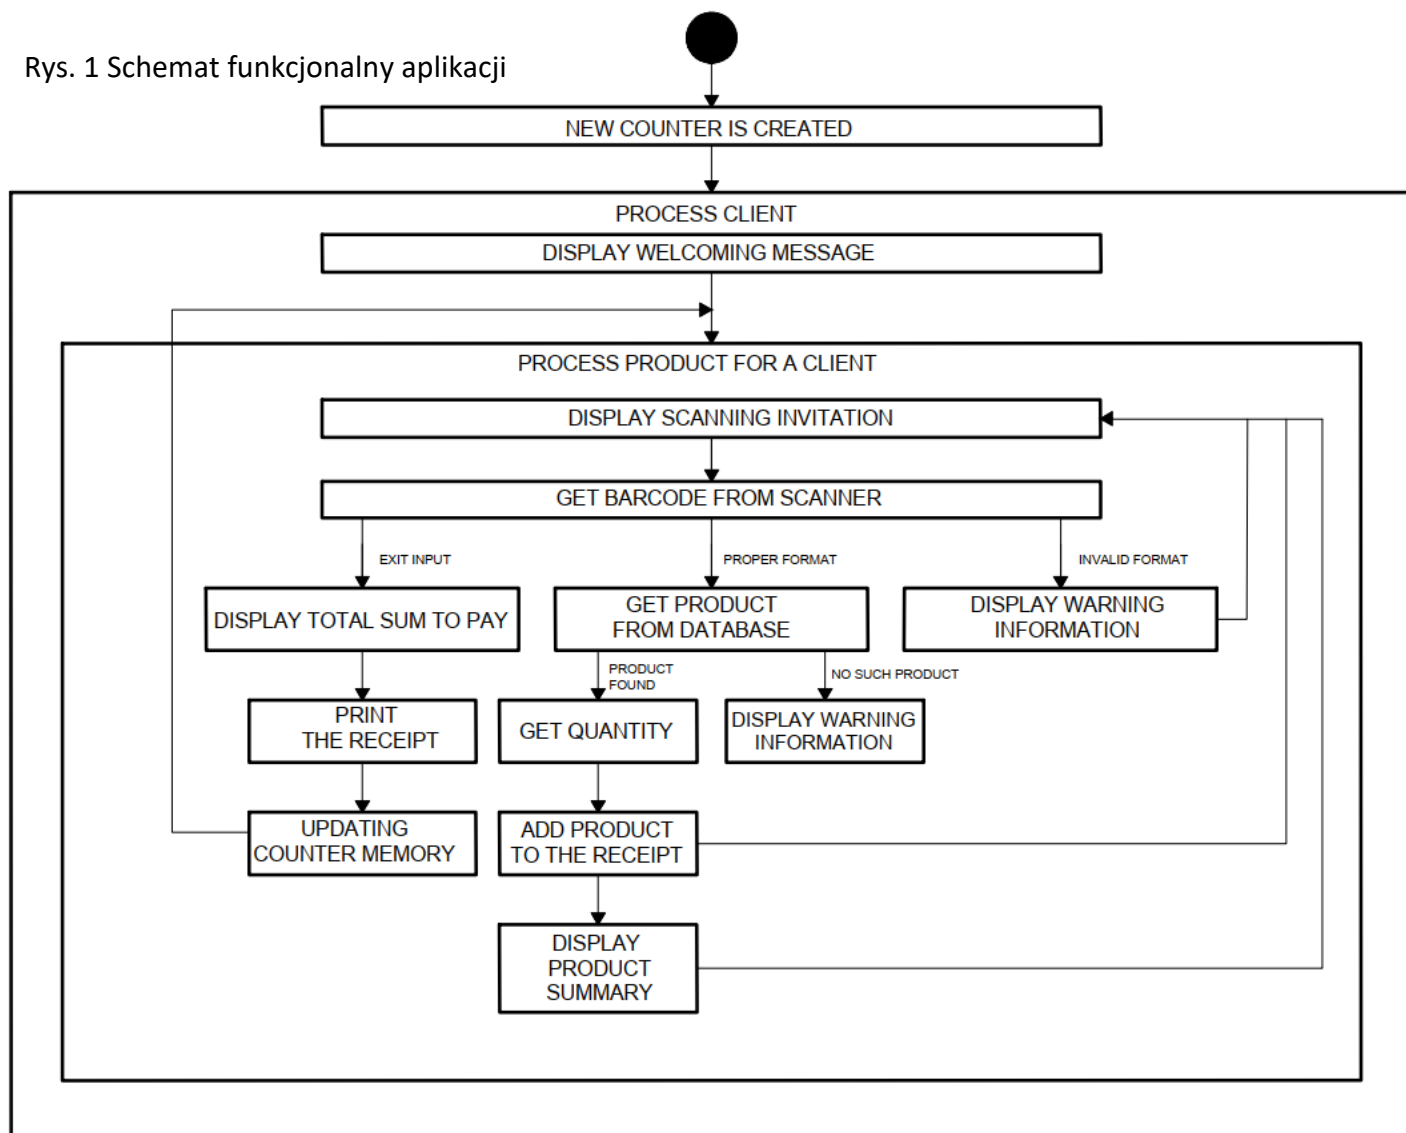 Rys. 1 Schemat funkcjonalny aplikacji
NEW COUNTER IS CREATED
PROCESS CLIENT
DISPLAY WELCOMING MESSAGE
PROCESS PRODUCT FOR A CLIENT
DISPLAY SCANNING INVITATION
GET BARCODE FROM SCANNER
EXIT INPUT
PROPER FORMAT
INVALID FORMAT
DISPLAY TOTAL SUM TO PAY
GET PRODUCT
FROM DATABASE
DISPLAY WARNING
INFORMATION
PRODUCT
FOUND
NO SUCH PRODUCT
PRINT
THE RECEIPT
GET QUANTITY
DISPLAY WARNING
INFORMATION
UPDATING
COUNTER MEMORY
ADD PRODUCT
TO THE RECEIPT
DISPLAY
PRODUCT
SUMMARY